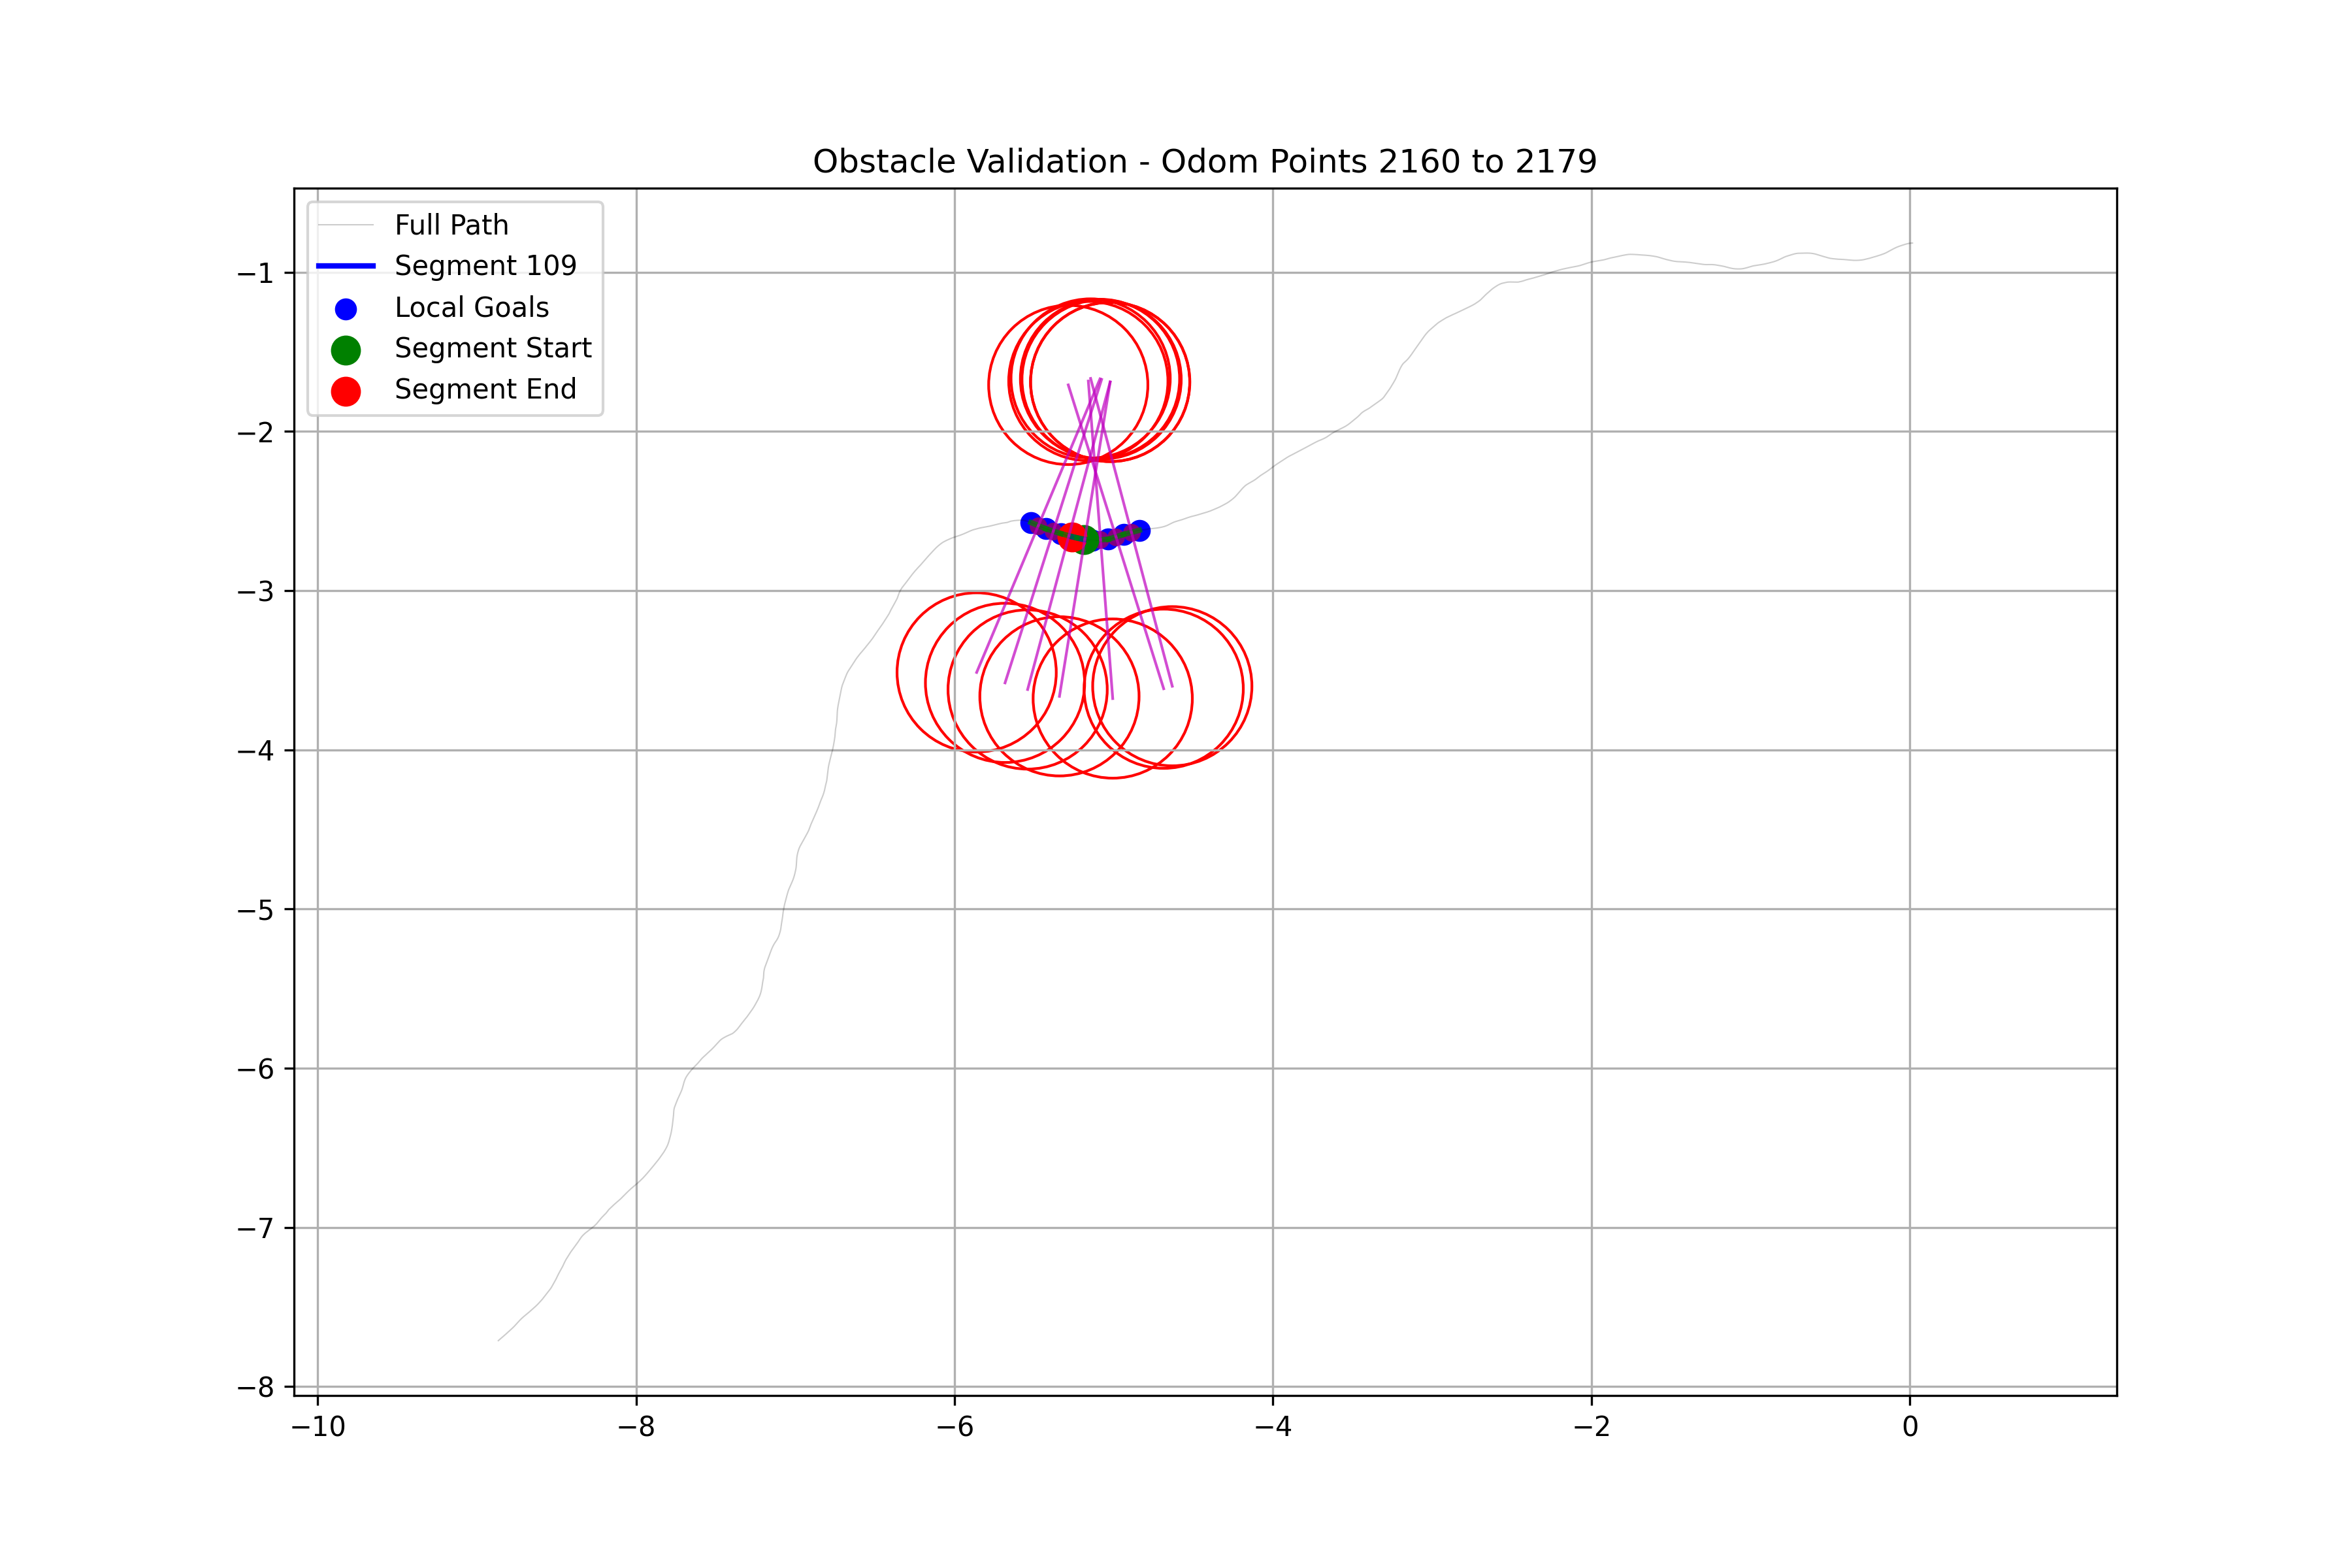 Obstacle Validation - Odom Points 2160 to 2179
Full Path
Segment 109
Local Goals
Segment Start
Segment End
−1
−2
−3
−4
−5
−6
−7
−8
−10
−8
−6
−4
−2
0